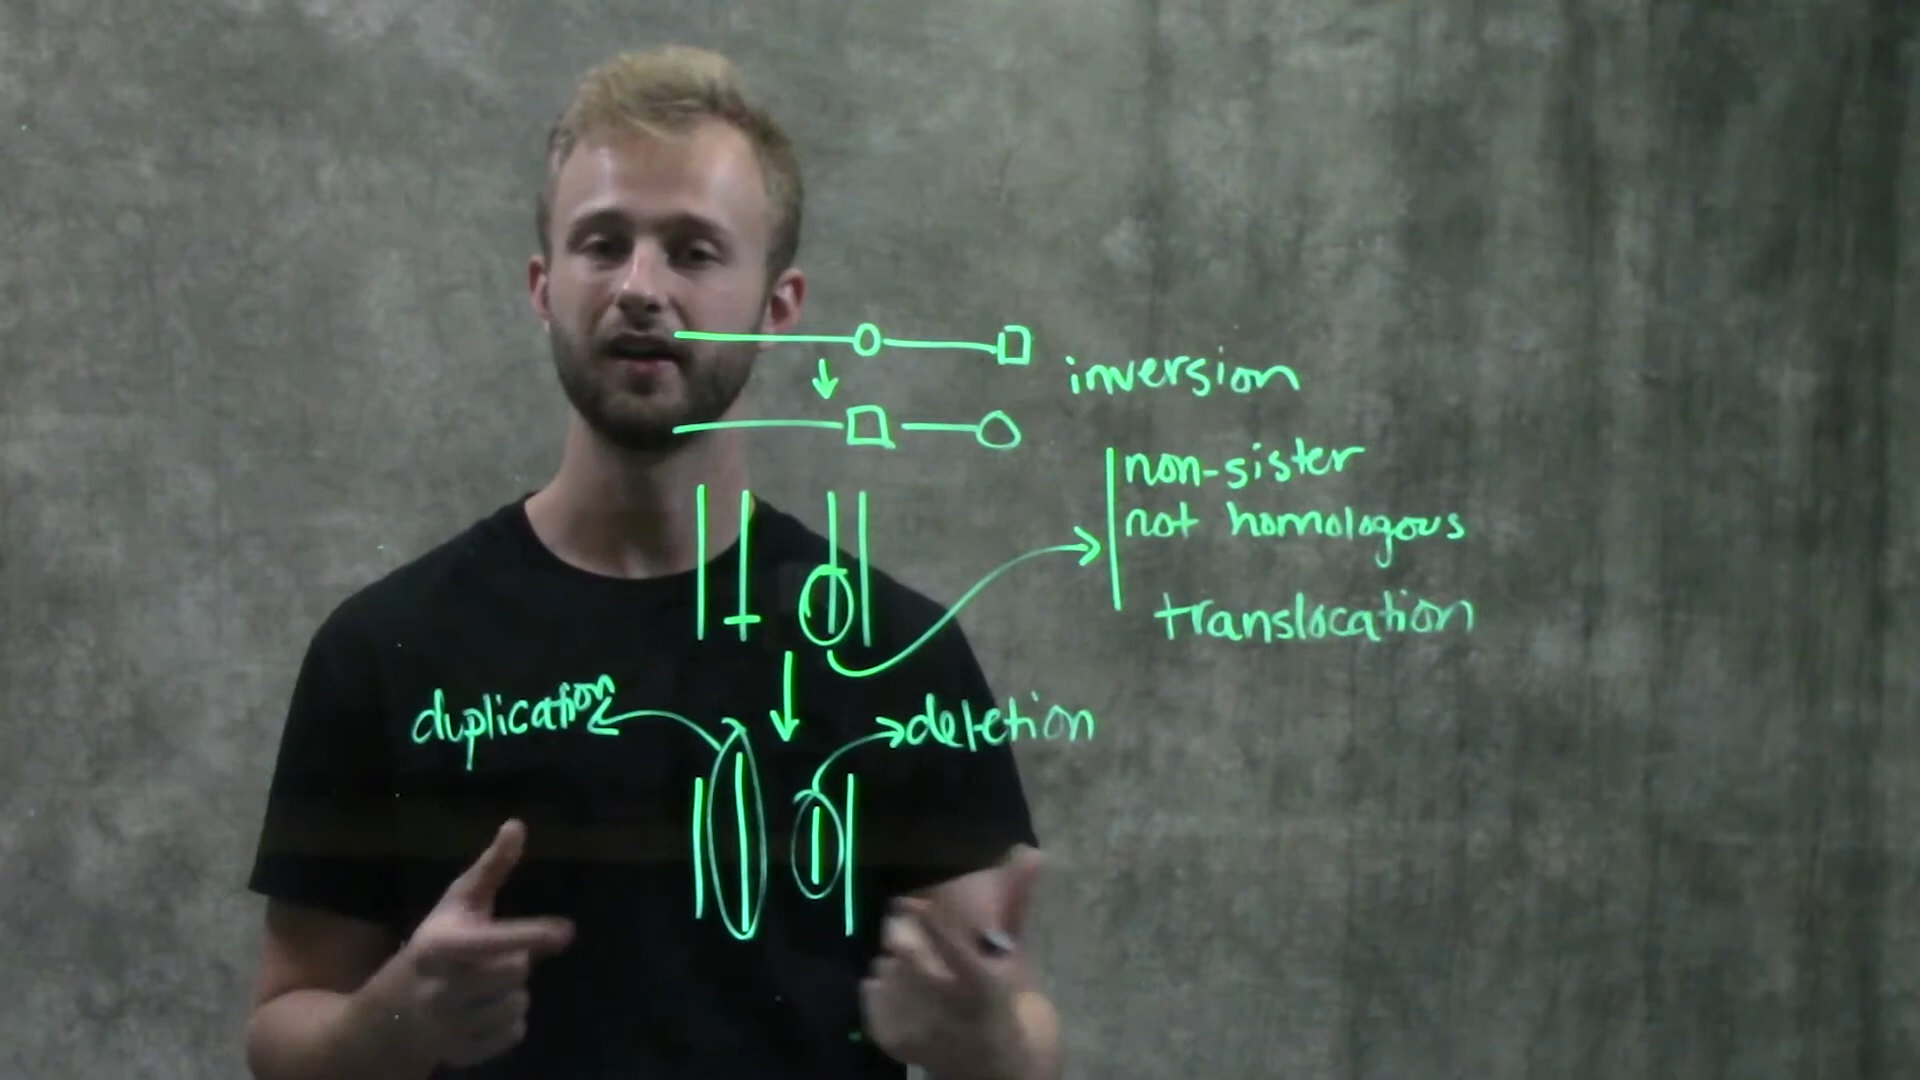 inversion
non-sister
not homologous
translocation
duplication
deletion